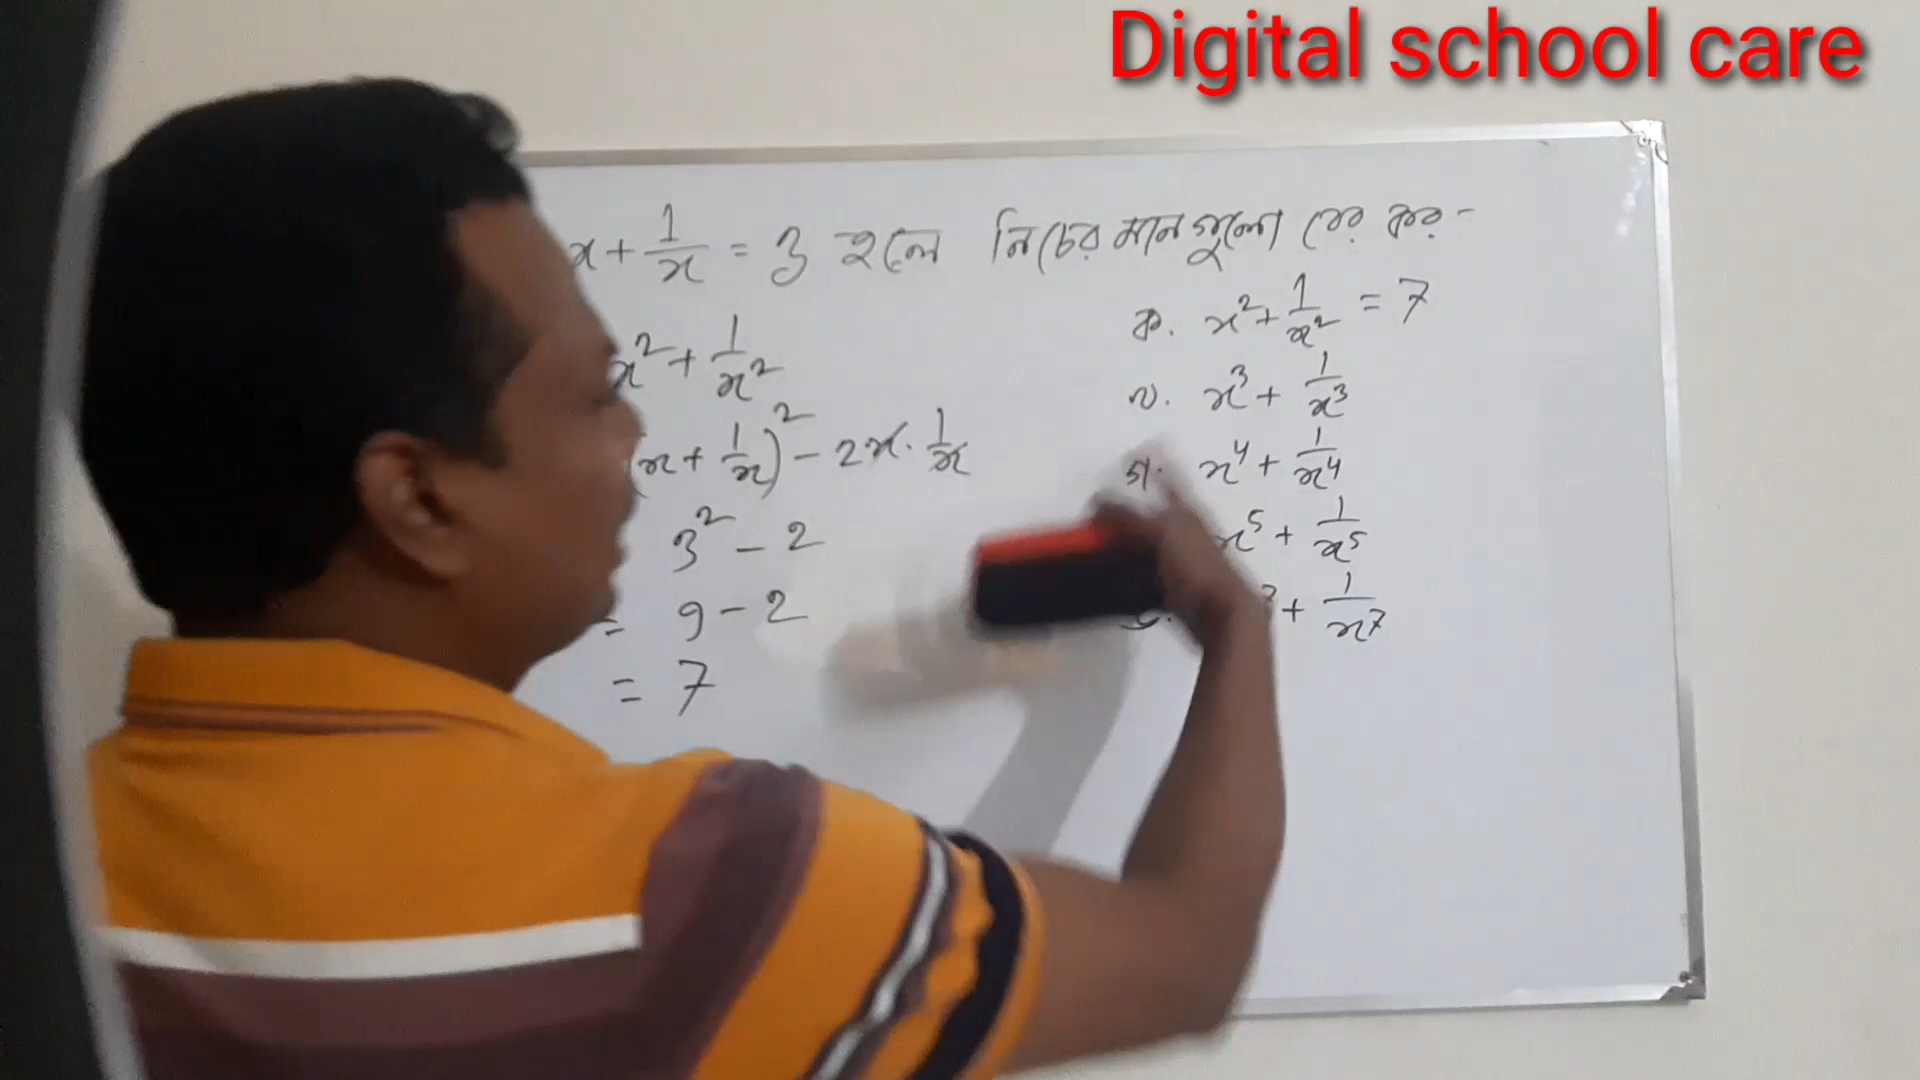 Digital school care
x + 1/x = 3 হলে নিচের মানগুলো বের কর -
x² + 1/x²
(x + 1/x)² - 2x · 1/x
3² - 2
= 9 - 2
= 7
ক. x² + 1/x² = 7
খ. x³ + 1/x³
গ. x⁴ + 1/x⁴
x⁵ + 1/x⁵
+ 1/x⁷